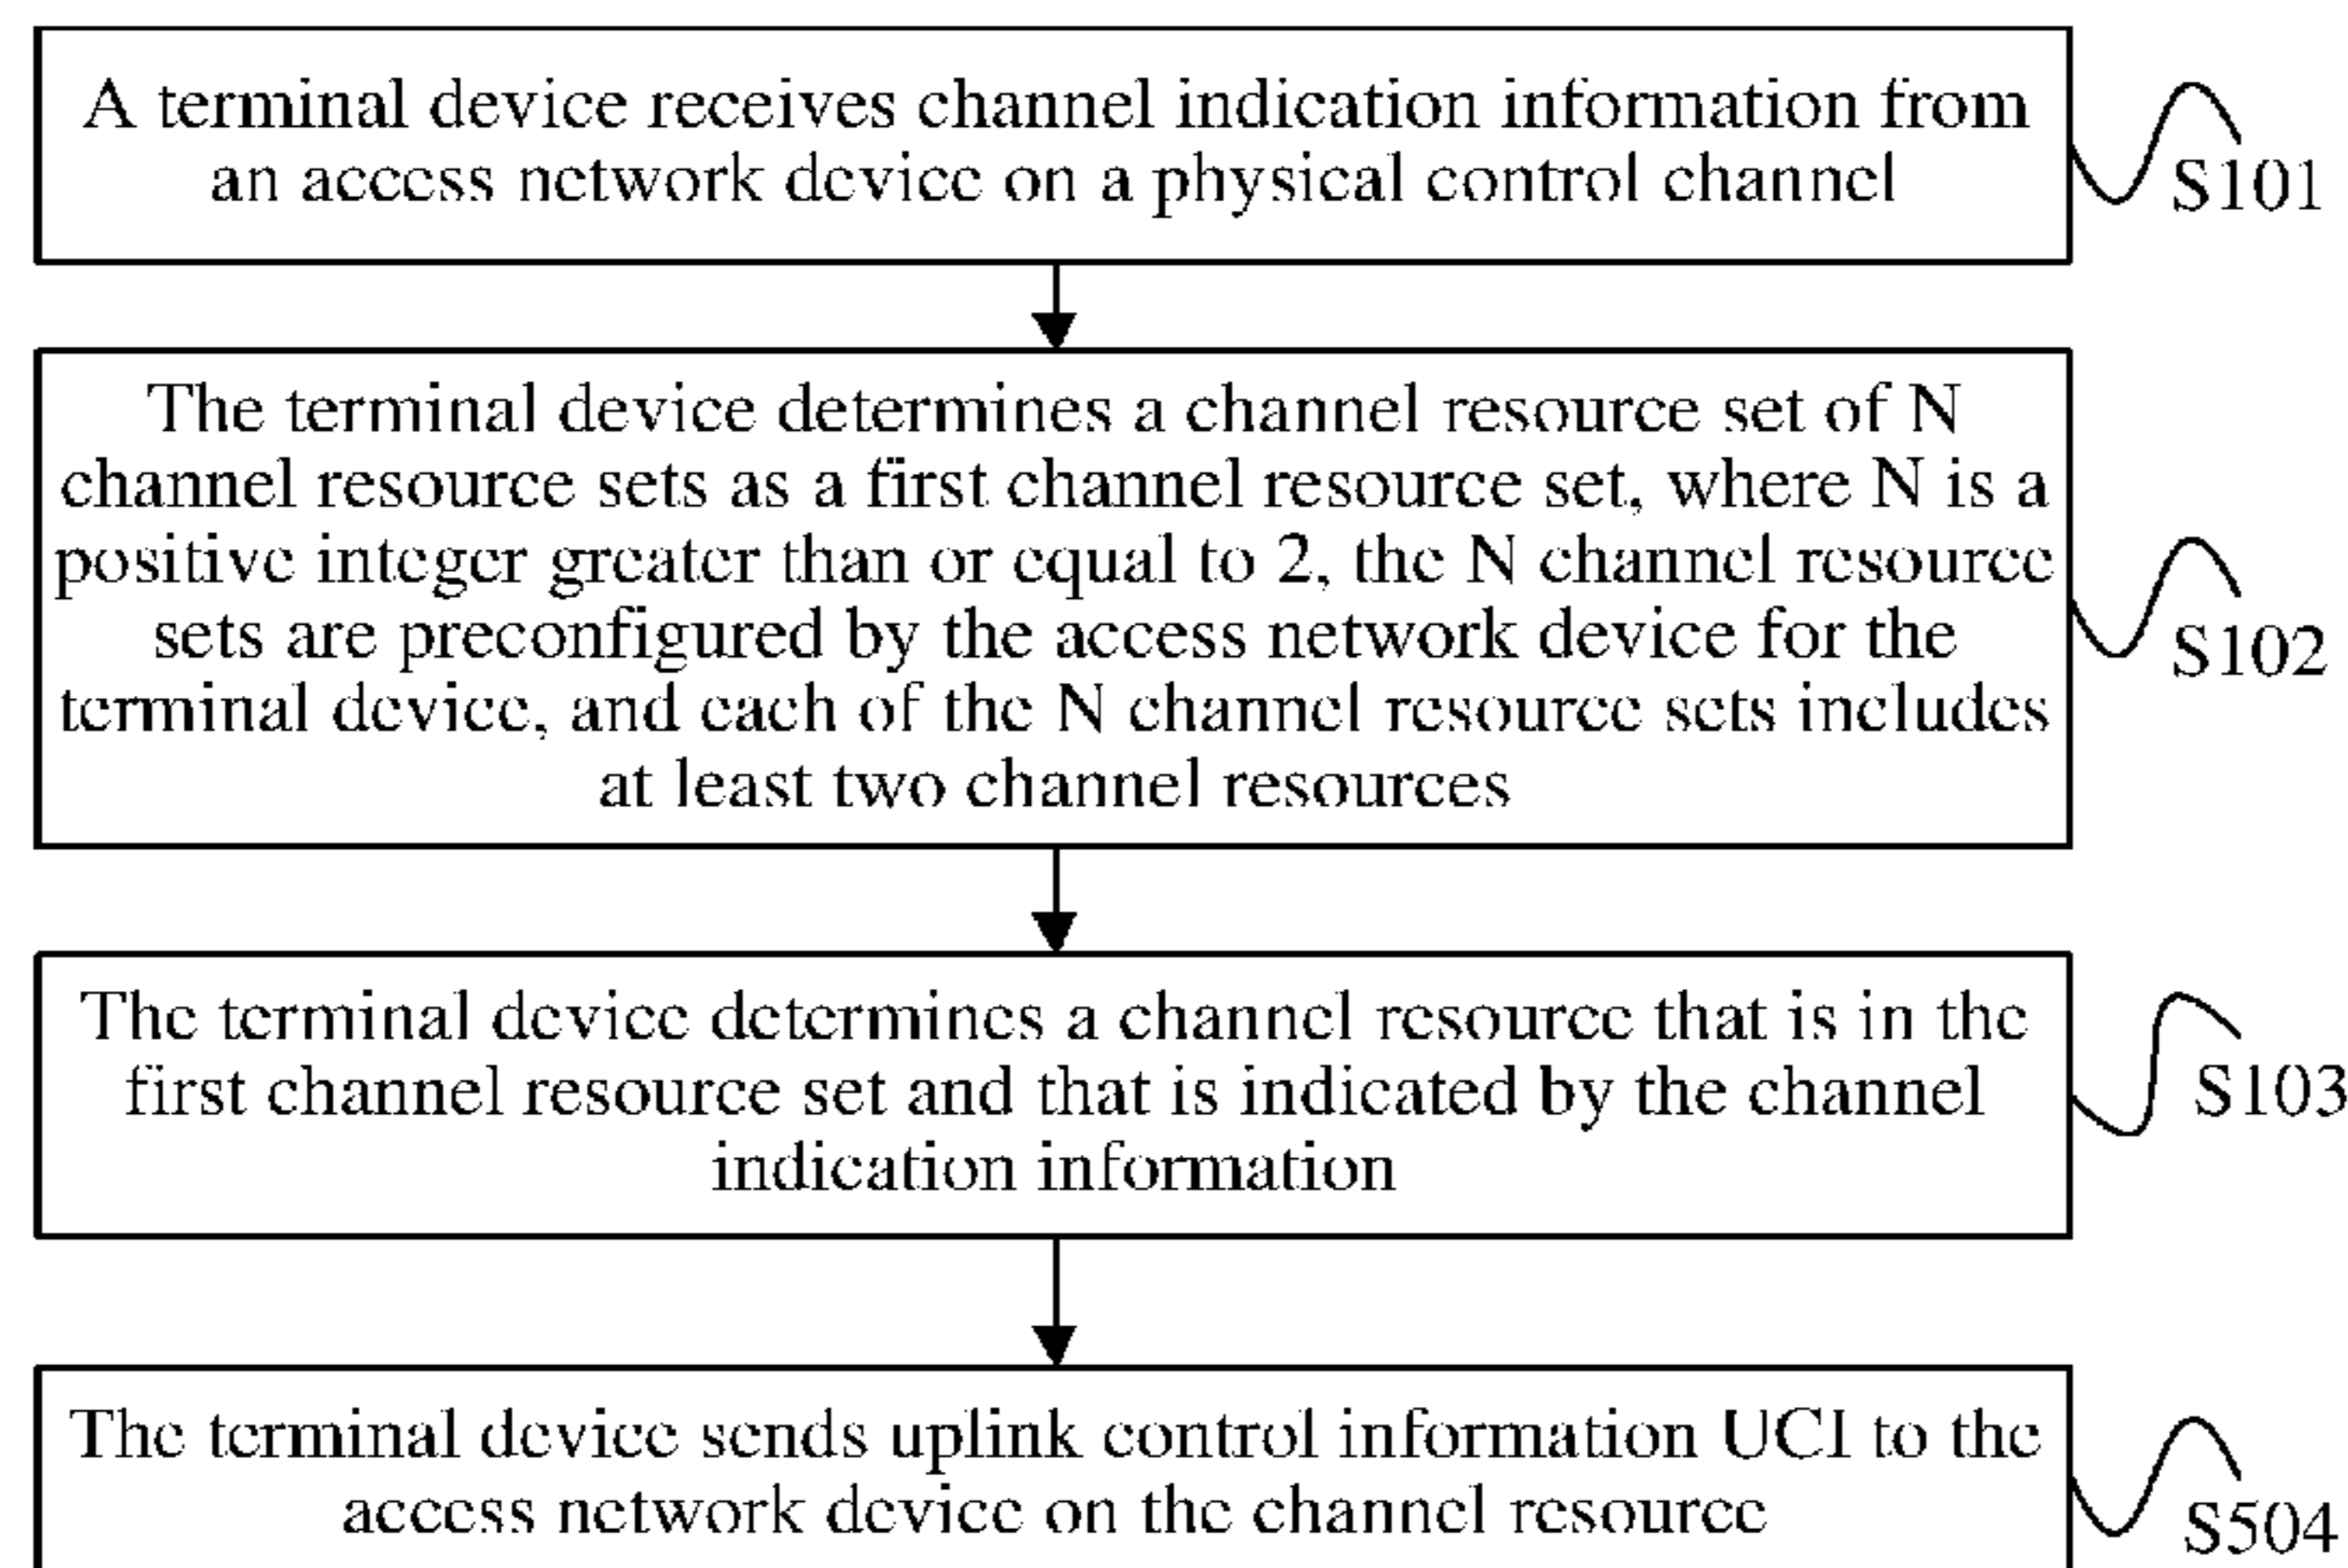 A terminal device receives channel indication information from
an access network device on a physical control channel
S101
The terminal device determines a channel resource set of N
channel resource sets as a first channel resource set, where N is a
positive integer greater than or equal to 2, the N channel resource
sets are preconfigured by the access network device for the
terminal device, and each of the N channel resource sets includes
at least two channel resources
S102
The terminal device determines a channel resource that is in the
first channel resource set and that is indicated by the channel
indication information
S103
The terminal device sends uplink control information UCI to the
access network device on the channel resource
S504